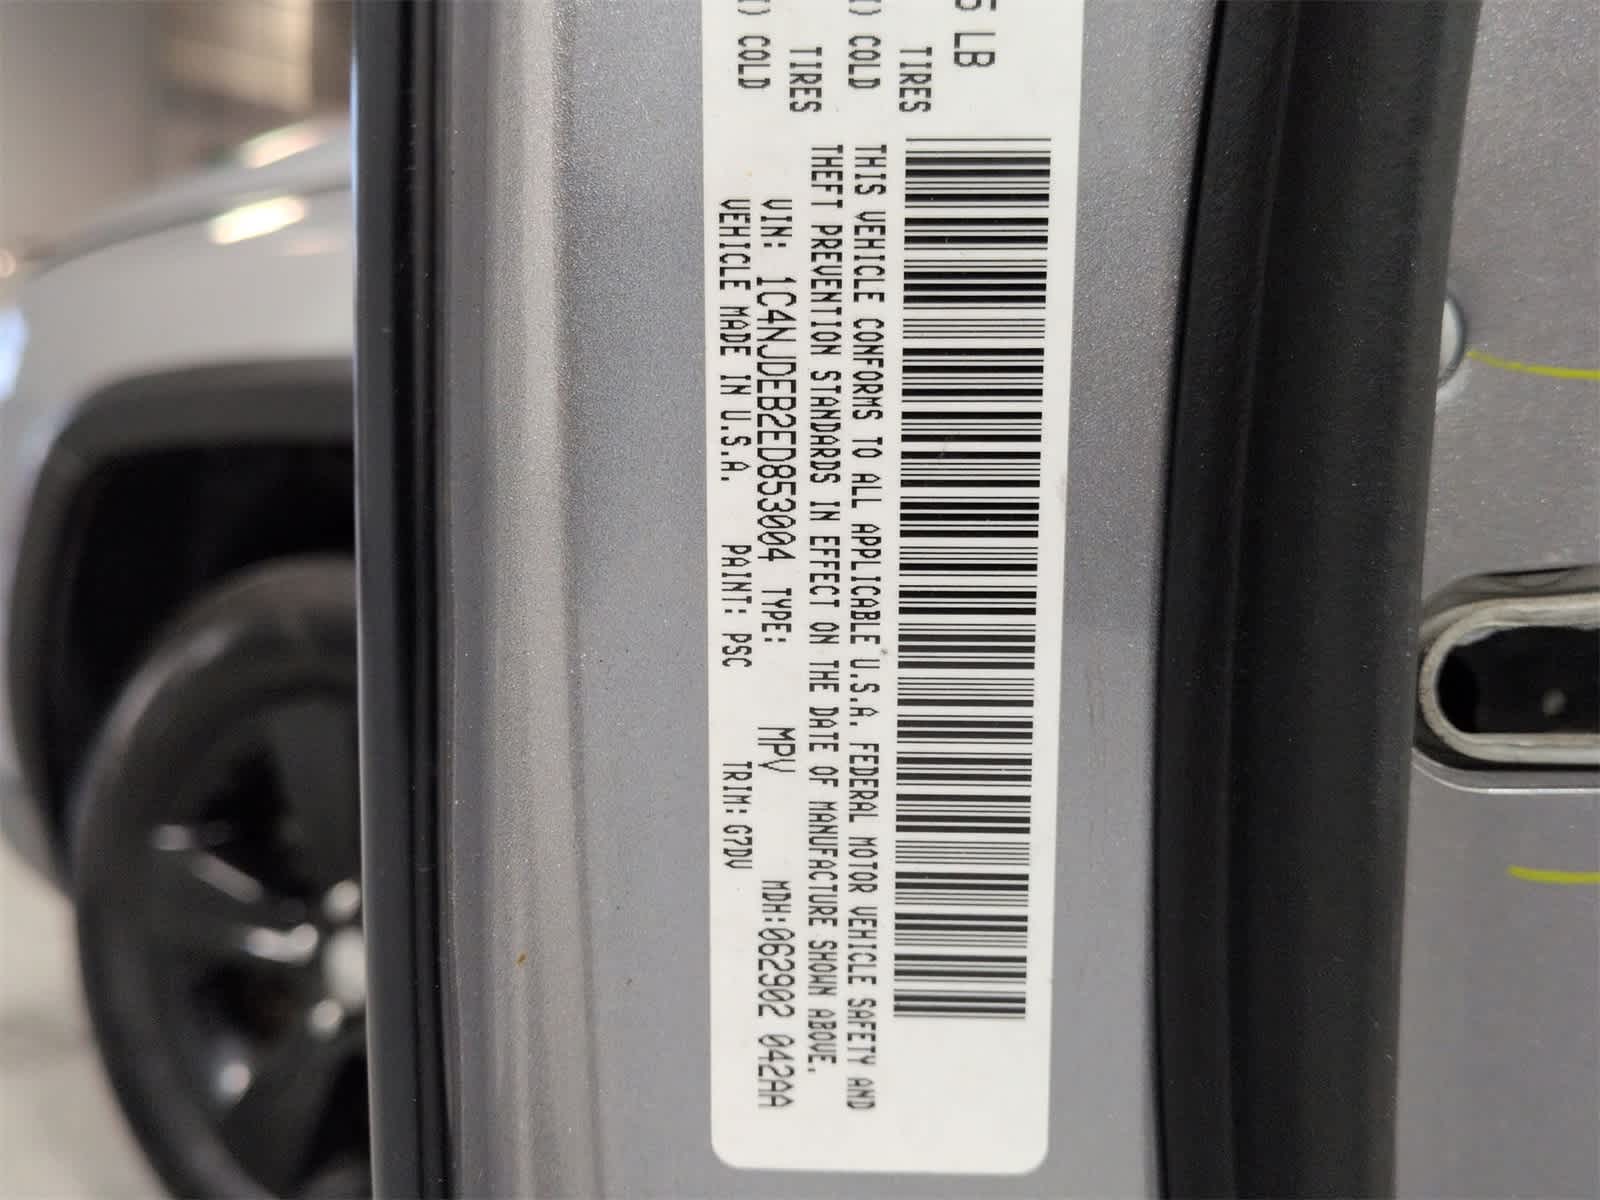 5 LB
TIRES
I) COLD
TIRES
I) COLD
THIS VEHICLE CONFORMS TO ALL APPLICABLE U.S.A. FEDERAL MOTOR VEHICLE SAFETY AND
THEFT PREVENTION STANDARDS IN EFFECT ON THE DATE OF MANUFACTURE SHOWN ABOVE.
VIN: 1C4NJDEB2ED853004 TYPE: MPV MDH:062902 042AA
VEHICLE MADE IN U.S.A. PAINT: PSC TRIM: G7DV